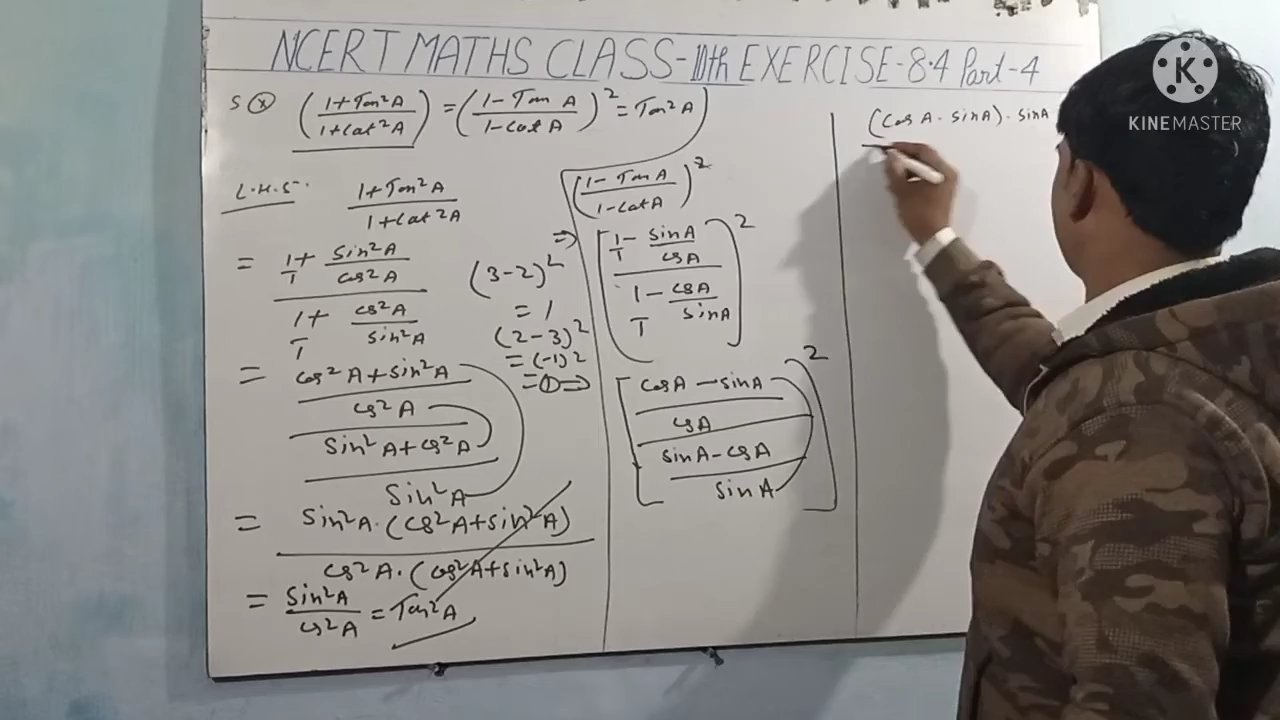 NCERT MATHS CLASS-10th EXERCISE-8.4 Part-4
5 (x) ((1+Tan²A)/(1+Cot²A)) = ((1-Tan A)/(1-Cot A))² = Tan²A)
L.H.S. (1+Tan²A)/(1+Cot²A)
= (1/1 + Sin²A/Cos²A)/(1/1 + Cos²A/Sin²A)
= ((Cos²A+Sin²A)/Cos²A)/((Sin²A+Cos²A)/Sin²A)
= Sin²A.(Cos²A+Sin²A)/Cos²A.(Cos²A+Sin²A)
= Sin²A/Cos²A = Tan²A
(3-2)²
= 1
(2-3)²
= (-1)²
= 1 ⇒
((1-Tan A)/(1-Cot A))²
⇒ [(1/1 - SinA/CosA)/(1/1 - CosA/SinA)]²
[((CosA-SinA)/CosA)/((SinA-CosA)/SinA)]²
(Cos A - SinA) · SinA
K
KINEMASTER